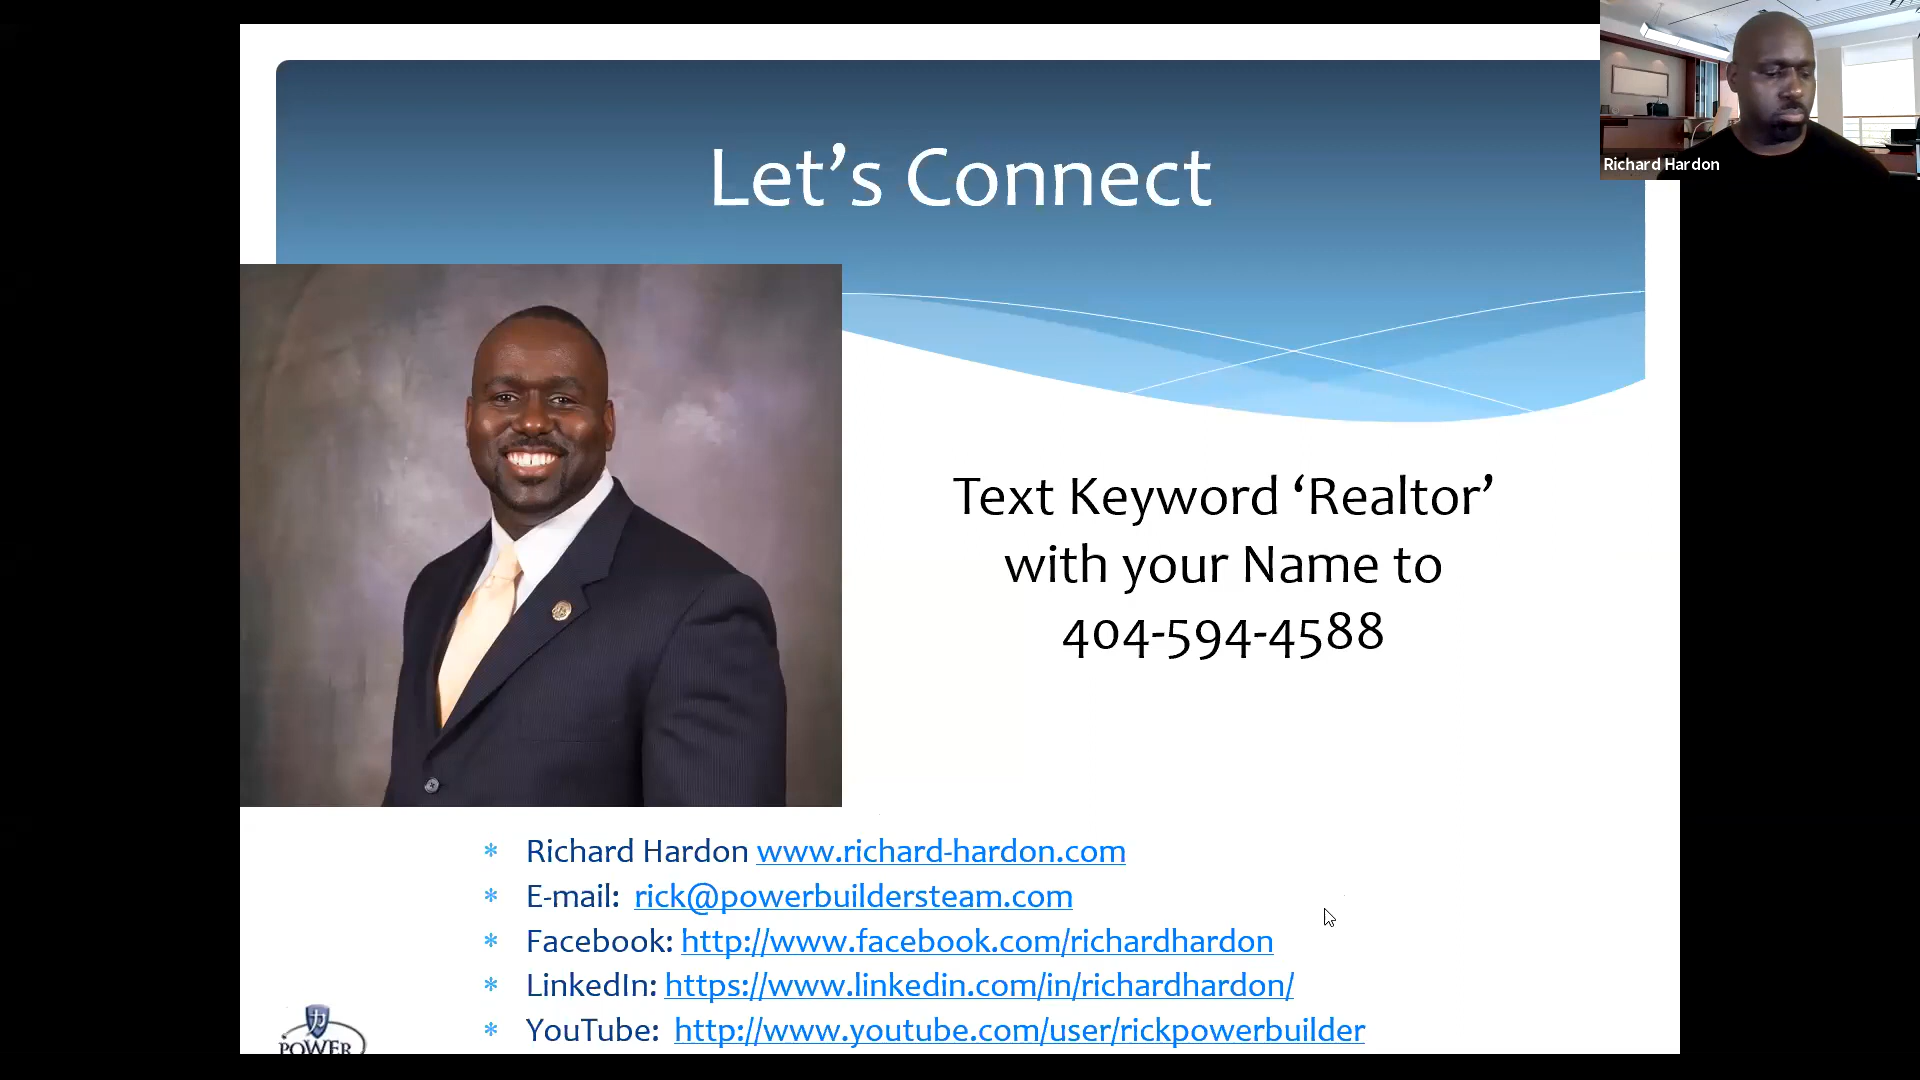 Let’s Connect
Richard Hardon
Text Keyword ‘Realtor’
with your Name to
404-594-4588
Richard Hardon www.richard-hardon.com
E-mail: rick@powerbuildersteam.com
Facebook: http://www.facebook.com/richardhardon
LinkedIn: https://www.linkedin.com/in/richardhardon/
YouTube: http://www.youtube.com/user/rickpowerbuilder
POWER